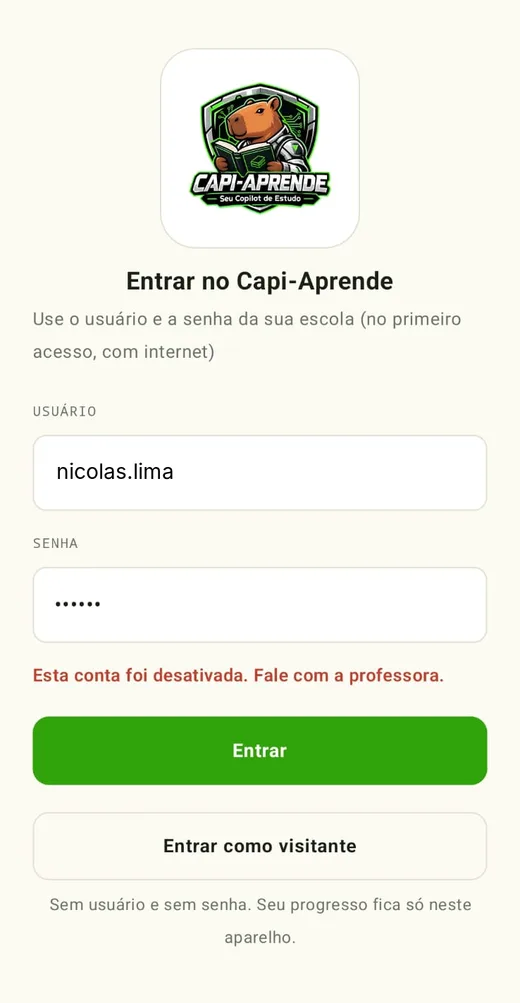 CAPI-APRENDE
Seu Copilot de Estudo
Entrar no Capi-Aprende
Use o usuário e a senha da sua escola (no primeiro
acesso, com internet)
USUÁRIO
nicolas.lima
SENHA
••••••
Esta conta foi desativada. Fale com a professora.
Entrar
Entrar como visitante
Sem usuário e sem senha. Seu progresso fica só neste
aparelho.